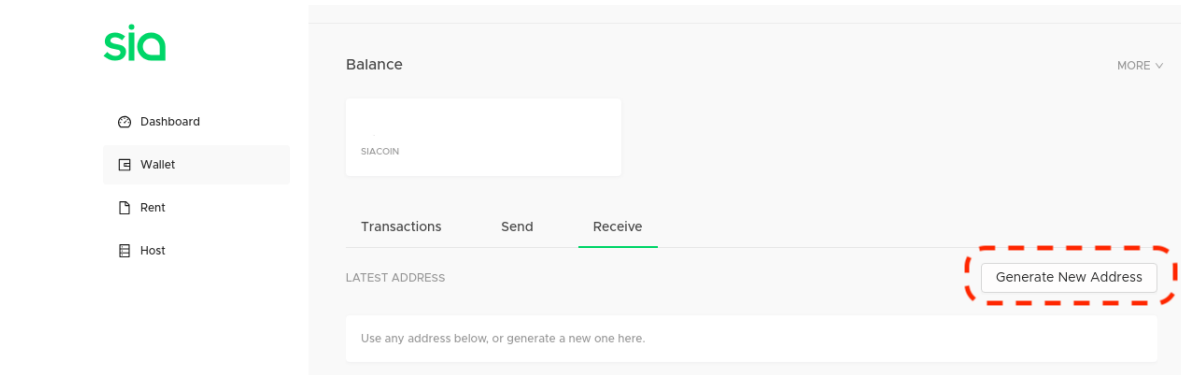 sia
Dashboard
Wallet
Rent
Host
Balance
MORE
SIACOIN
Transactions Send Receive
LATEST ADDRESS
Generate New Address
Use any address below, or generate a new one here.